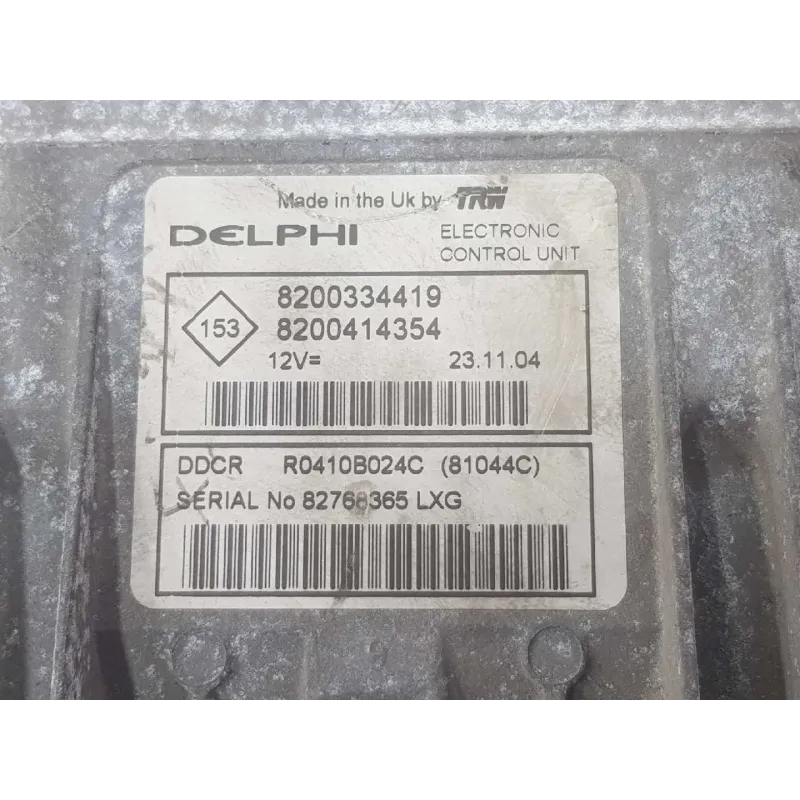 Made in the Uk by TRW
DELPHI
ELECTRONIC
CONTROL UNIT
153
8200334419
8200414354
12V=
23.11.04
DDCR R0410B024C (81044C)
SERIAL No 82768365 LXG